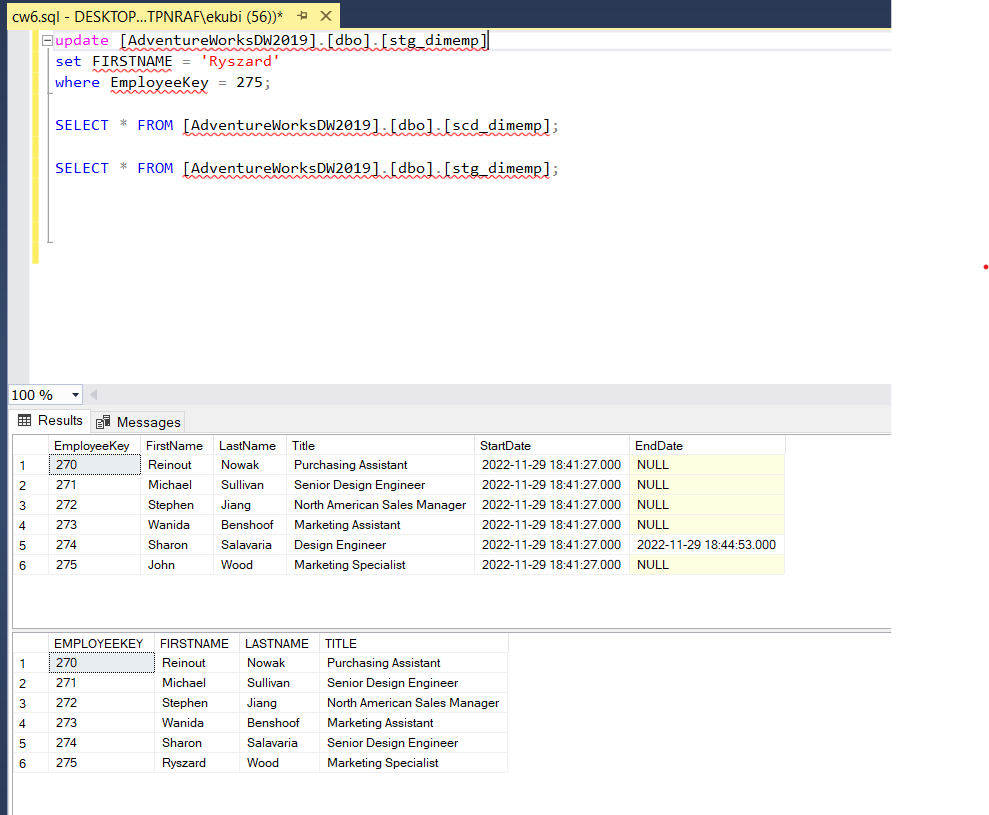 cw6.sql - DESKTOP...TPNRAF\ekubi (56))*
update [AdventureWorksDW2019].[dbo].[stg_dimemp]
set FIRSTNAME = 'Ryszard'
where EmployeeKey = 275;
SELECT * FROM [AdventureWorksDW2019].[dbo].[scd_dimemp];
SELECT * FROM [AdventureWorksDW2019].[dbo].[stg_dimemp];
100 %
Results Messages
EmployeeKey FirstName LastName Title StartDate EndDate
1 270 Reinout Nowak Purchasing Assistant 2022-11-29 18:41:27.000 NULL
2 271 Michael Sullivan Senior Design Engineer 2022-11-29 18:41:27.000 NULL
3 272 Stephen Jiang North American Sales Manager 2022-11-29 18:41:27.000 NULL
4 273 Wanida Benshoof Marketing Assistant 2022-11-29 18:41:27.000 NULL
5 274 Sharon Salavaria Design Engineer 2022-11-29 18:41:27.000 2022-11-29 18:44:53.000
6 275 John Wood Marketing Specialist 2022-11-29 18:41:27.000 NULL
EMPLOYEEKEY FIRSTNAME LASTNAME TITLE
1 270 Reinout Nowak Purchasing Assistant
2 271 Michael Sullivan Senior Design Engineer
3 272 Stephen Jiang North American Sales Manager
4 273 Wanida Benshoof Marketing Assistant
5 274 Sharon Salavaria Senior Design Engineer
6 275 Ryszard Wood Marketing Specialist